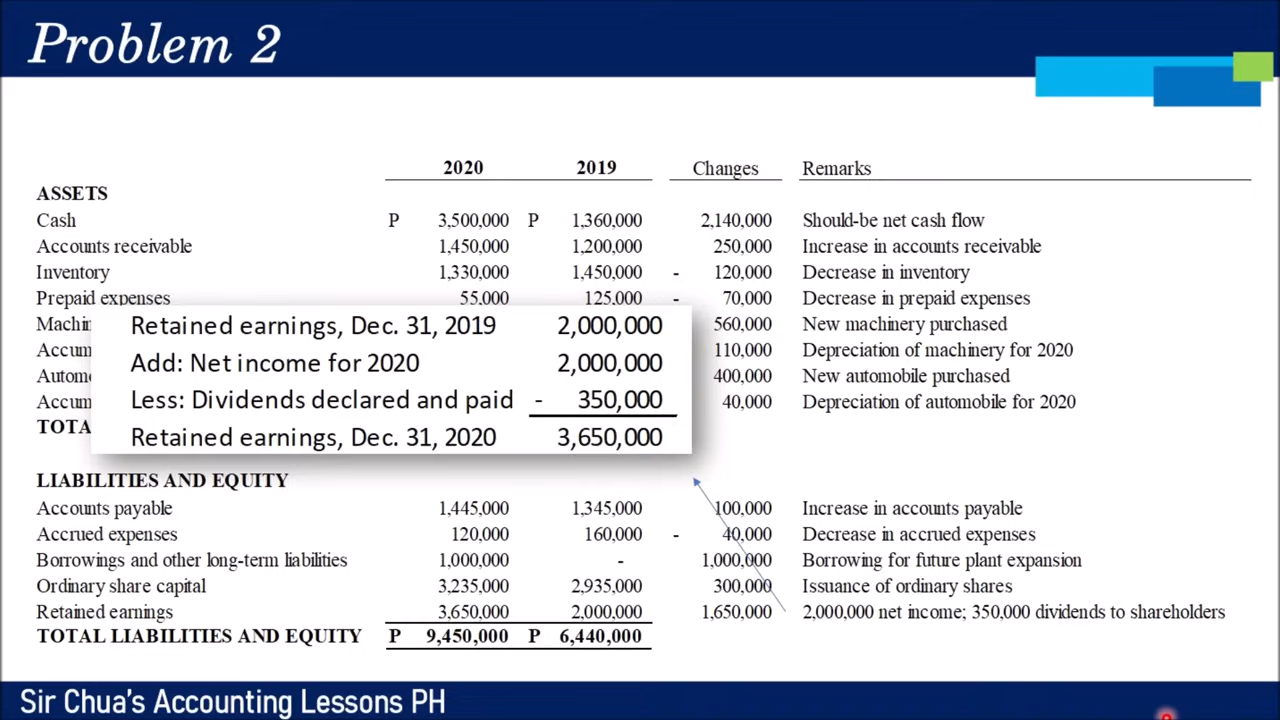 Problem 2
2020 2019 Changes Remarks
ASSETS
Cash P 3,500,000 P 1,360,000 2,140,000 Should-be net cash flow
Accounts receivable 1,450,000 1,200,000 250,000 Increase in accounts receivable
Inventory 1,330,000 1,450,000 - 120,000 Decrease in inventory
Prepaid expenses 55,000 125,000 - 70,000 Decrease in prepaid expenses
Machin 560,000 New machinery purchased
Accum 110,000 Depreciation of machinery for 2020
Automo 400,000 New automobile purchased
Accum 40,000 Depreciation of automobile for 2020
TOTA
Retained earnings, Dec. 31, 2019 2,000,000
Add: Net income for 2020 2,000,000
Less: Dividends declared and paid - 350,000
Retained earnings, Dec. 31, 2020 3,650,000
LIABILITIES AND EQUITY
Accounts payable 1,445,000 1,345,000 100,000 Increase in accounts payable
Accrued expenses 120,000 160,000 - 40,000 Decrease in accrued expenses
Borrowings and other long-term liabilities 1,000,000 - 1,000,000 Borrowing for future plant expansion
Ordinary share capital 3,235,000 2,935,000 300,000 Issuance of ordinary shares
Retained earnings 3,650,000 2,000,000 1,650,000 2,000,000 net income; 350,000 dividends to shareholders
TOTAL LIABILITIES AND EQUITY P 9,450,000 P 6,440,000
Sir Chua's Accounting Lessons PH